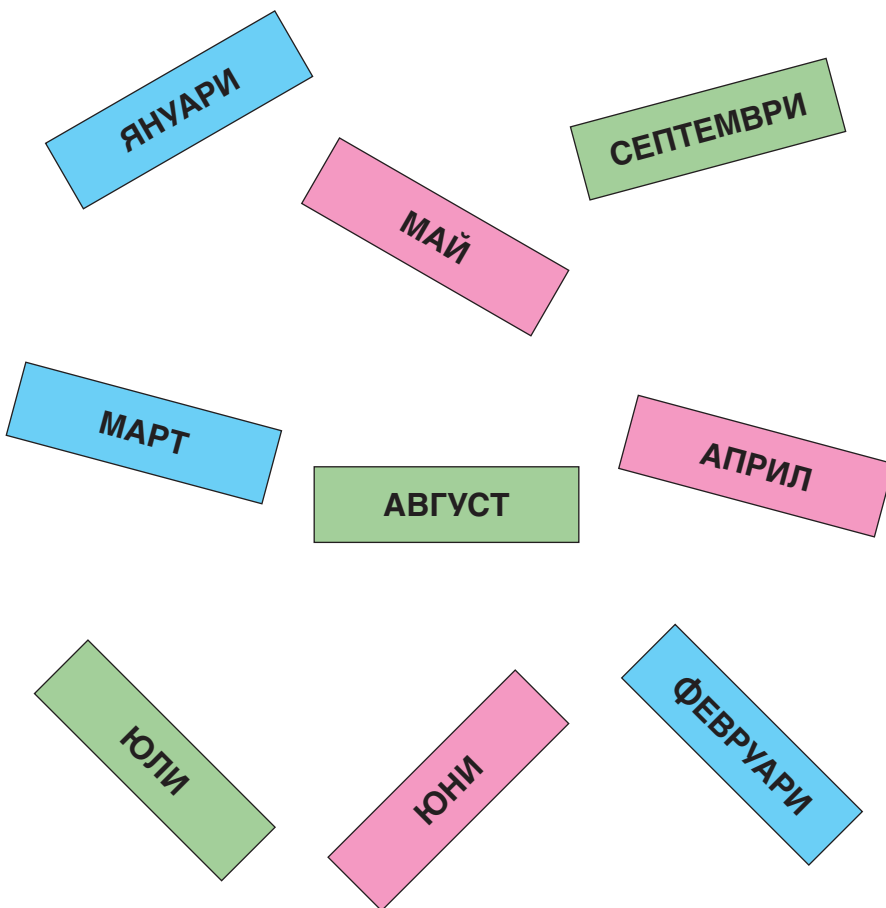 ЯНУАРИ
СЕПТЕМВРИ
МАЙ
МАРТ
АПРИЛ
АВГУСТ
ЮЛИ
ЮНИ
ФЕВРУАРИ